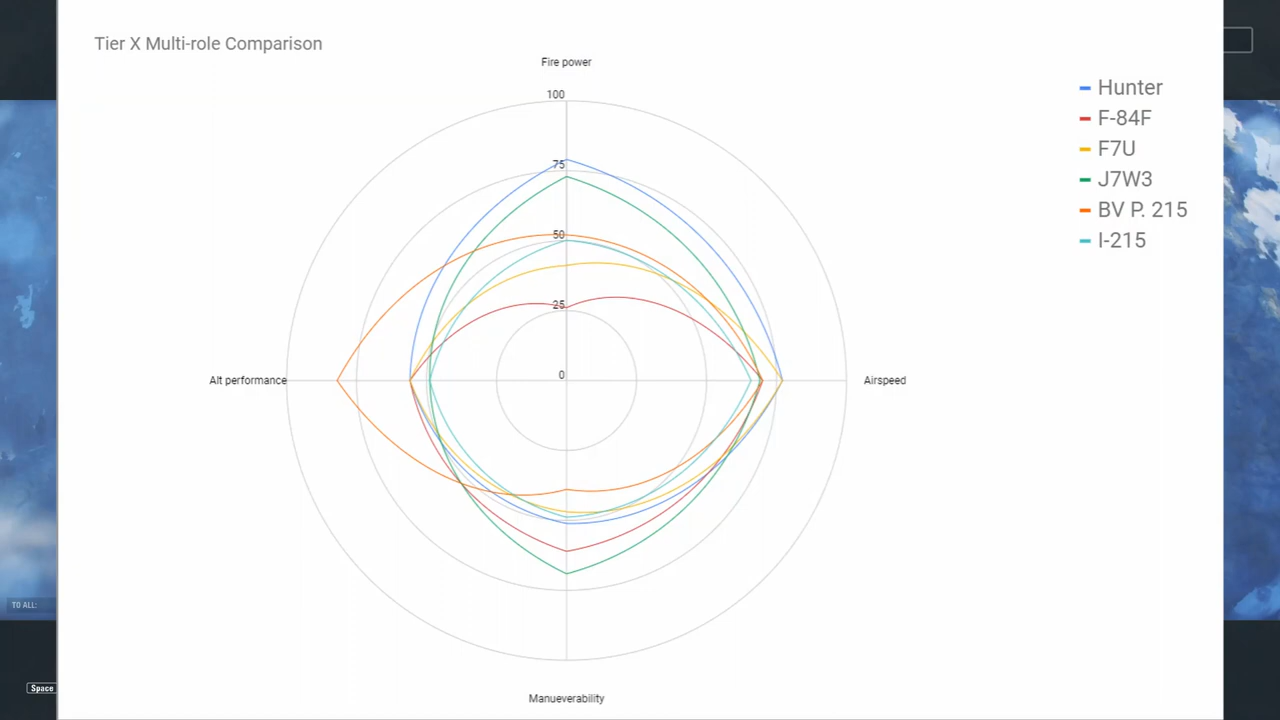 Tier X Multi-role Comparison
Fire power
100
75
50
25
0
Alt performance
Airspeed
Manueverability
Hunter
F-84F
F7U
J7W3
BV P. 215
I-215
TO ALL:
Space